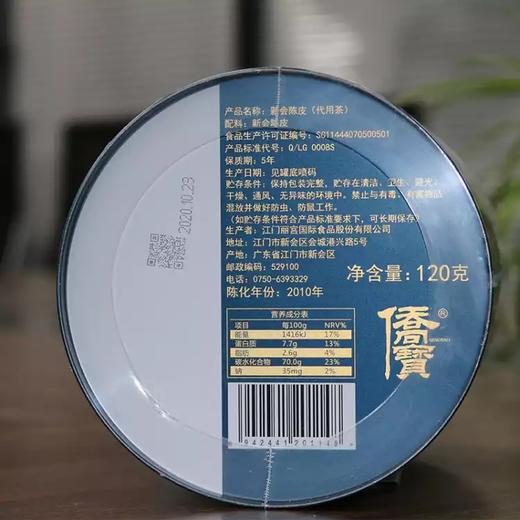 产品名称：新会陈皮（代用茶）
配料：新会陈皮
食品生产许可证编号：SC11444070500501
产品标准代号：Q/LG 0008S
保质期：5年
生产日期：见罐底喷码
贮存条件：保持包装完整，贮存在清洁、卫生、避光、
干燥、通风、无异味的环境中。禁止与有毒、有害物品
混放并做好防虫、防鼠工作。
（如贮存条件符合产品标准要求下，可长期保存）
生产者：江门丽宫国际食品股份有限公司
地址：江门市新会区会城港兴路5号
产地：广东省江门市新会区
邮政编码：529100
电话：0750-6393329
陈化年份：2010年
净含量：120克
2020.10.29
僑寶®
营养成分表
项目 每100g NRV%
能量 1416kJ 17%
蛋白质 7.7g 13%
脂肪 2.6g 4%
碳水化合物 70.0g 23%
钠 35mg 2%